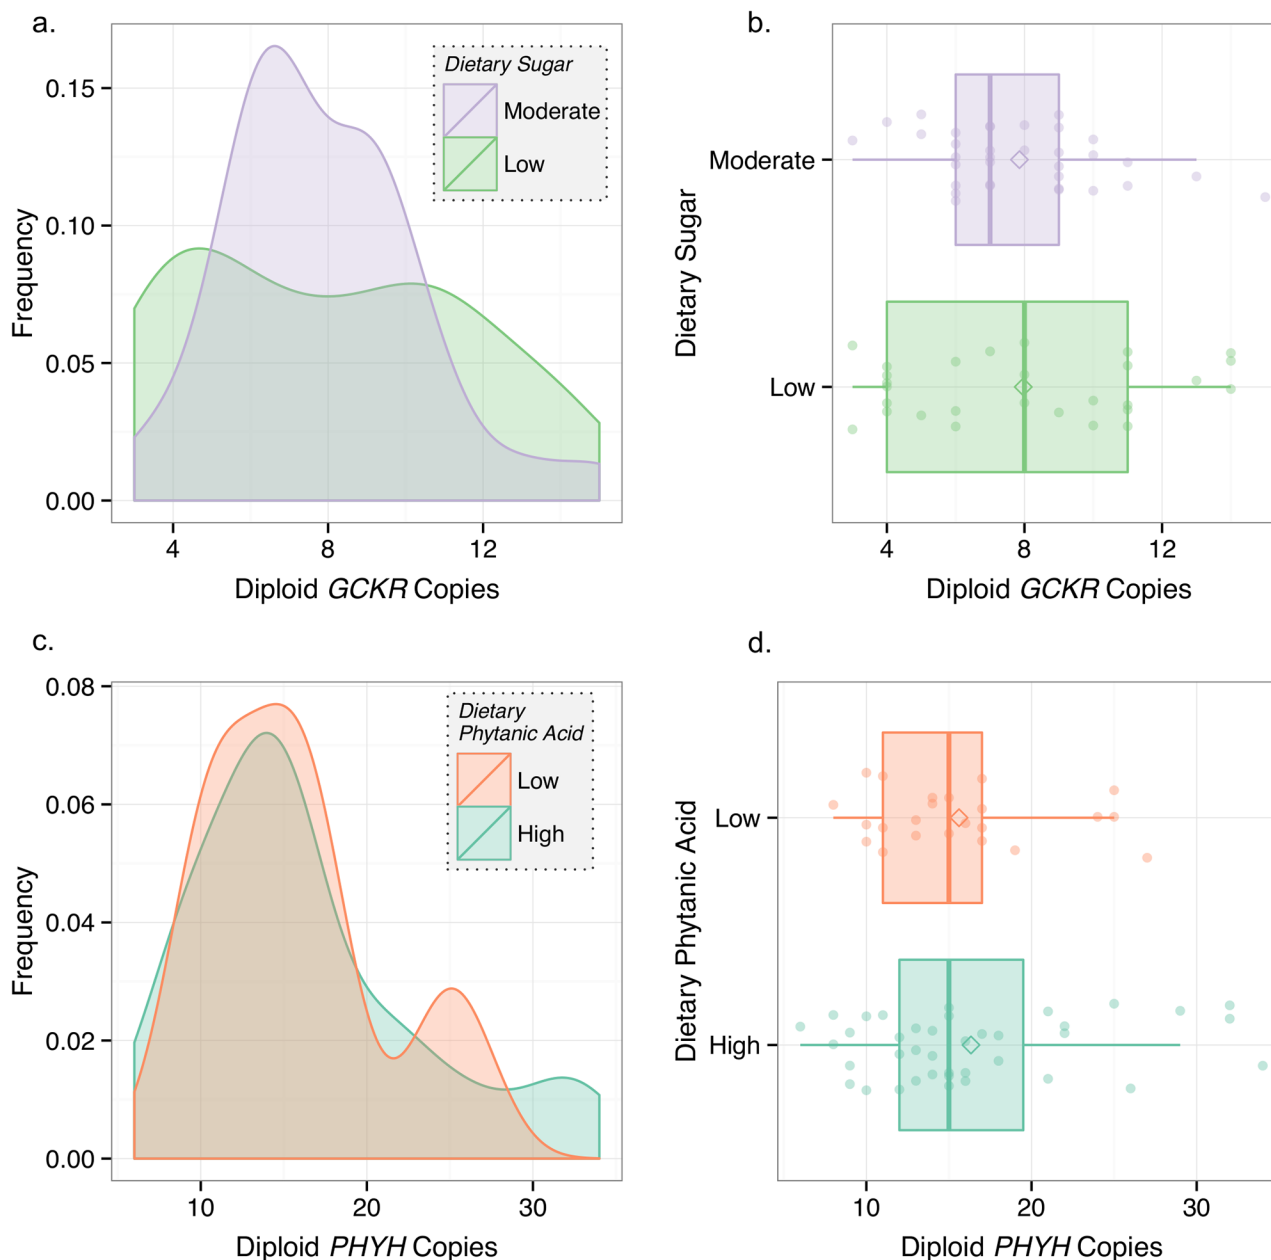 a.
Frequency
0.15
0.10
0.05
0.00
4 8 12
Diploid GCKR Copies
Dietary Sugar
Moderate
Low
b.
Dietary Sugar
Moderate
Low
4 8 12
Diploid GCKR Copies
c.
Frequency
0.08
0.06
0.04
0.02
0.00
10 20 30
Diploid PHYH Copies
Dietary
Phytanic Acid
Low
High
d.
Dietary Phytanic Acid
Low
High
10 20 30
Diploid PHYH Copies